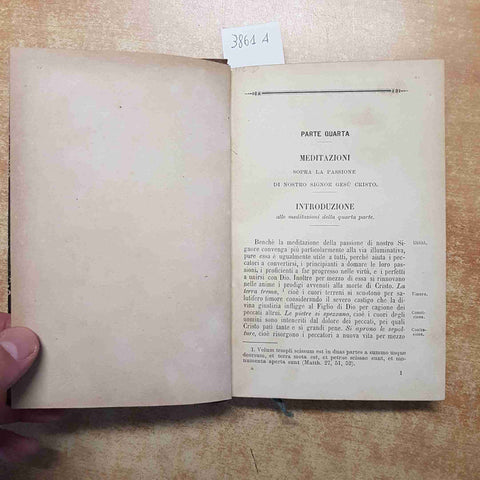 3861 A
PARTE QUARTA
MEDITAZIONI
SOPRA LA PASSIONE
DI NOSTRO SIGNOR GESÙ CRISTO.
INTRODUZIONE
alle meditazioni della quarta parte.
Benchè la meditazione della passione di nostro Si-
gnore convenga più particolarmente alla via illuminativa,
pure essa è ugualmente utile a tutti, perchè aiuta i pec-
catori a convertirsi, i principianti a domare le loro pas-
sioni, i proficienti a far progresso nelle virtù, e i perfetti
a unirsi con Dio. Inoltre per mezzo di essa si rinnovano
nelle anime i prodigi avvenuti alla morte di Cristo. La
terra trema, ¹ cioè i cuori terreni si scuotono per sa-
lutifero timore considerando il severo castigo che la di-
vina giustizia infligge al Figlio di Dio per cagione dei
peccati altrui. Le pietre si spezzano, cioè i cuori degli
uomini sono inteneriti dal dolore dei peccati, pei quali
Cristo patì tante e sì grandi pene. Si aprono le sepol-
ture, cioè risorgono i peccatori a nuova vita per mezzo
Timore.
1. Velum templi scissum est in duas partes a summo usque
deorsum, et terra mota est, et petrae scissae sunt, et mo-
numenta aperta sunt (Matth. 27, 51, 52).
1